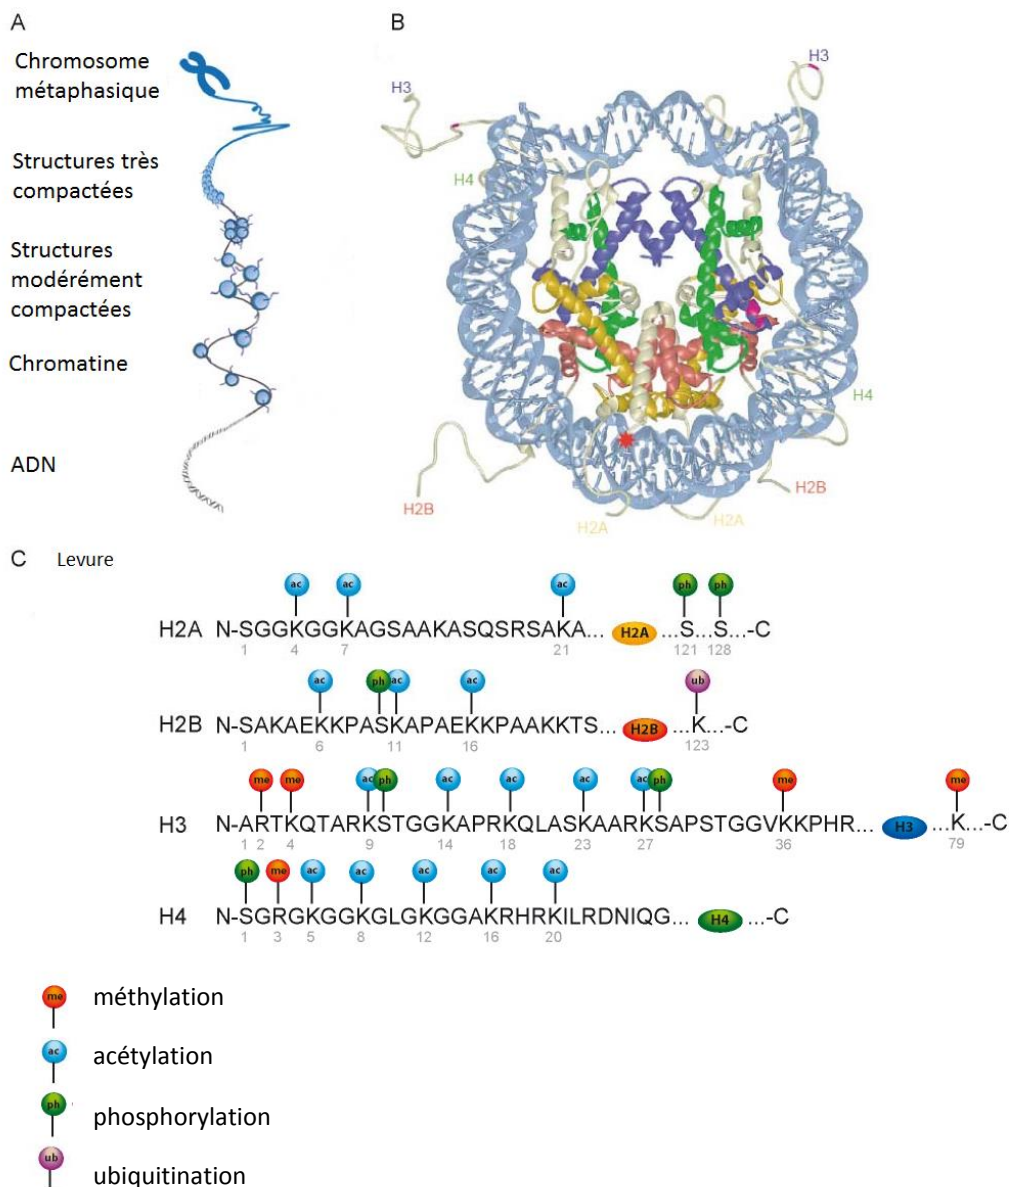 A
B
Chromosome
métaphasique
Structures très
compactées
Structures
modérément
compactées
Chromatine
ADN
H3
H3
H4
H4
H2B
H2B
H2A
H2A
C Levure
ac ac ac ph ph
H2A N-SGGKGGKAGSAAKASQSRSAKA... H2A ...S...S...-C
1 4 7 21 121 128
ac ph ac ac ub
H2B N-SAKAEKKPASKAPAEKKPAAKKTS... H2B ...K...-C
1 6 11 16 123
me me ac ph ac ac ac ac ph me me
H3 N-ARTKQTARKSTGGKAPRKQLASKAARKSAPSTGGVKKPHR... H3 ...K...-C
1 2 4 9 14 18 23 27 36 79
ph me ac ac ac ac ac
H4 N-SGRGKGGKGLGKGGAKRHRKILRDNIQG... H4 ...-C
1 3 5 8 12 16 20
me méthylation
ac acétylation
ph phosphorylation
ub ubiquitination